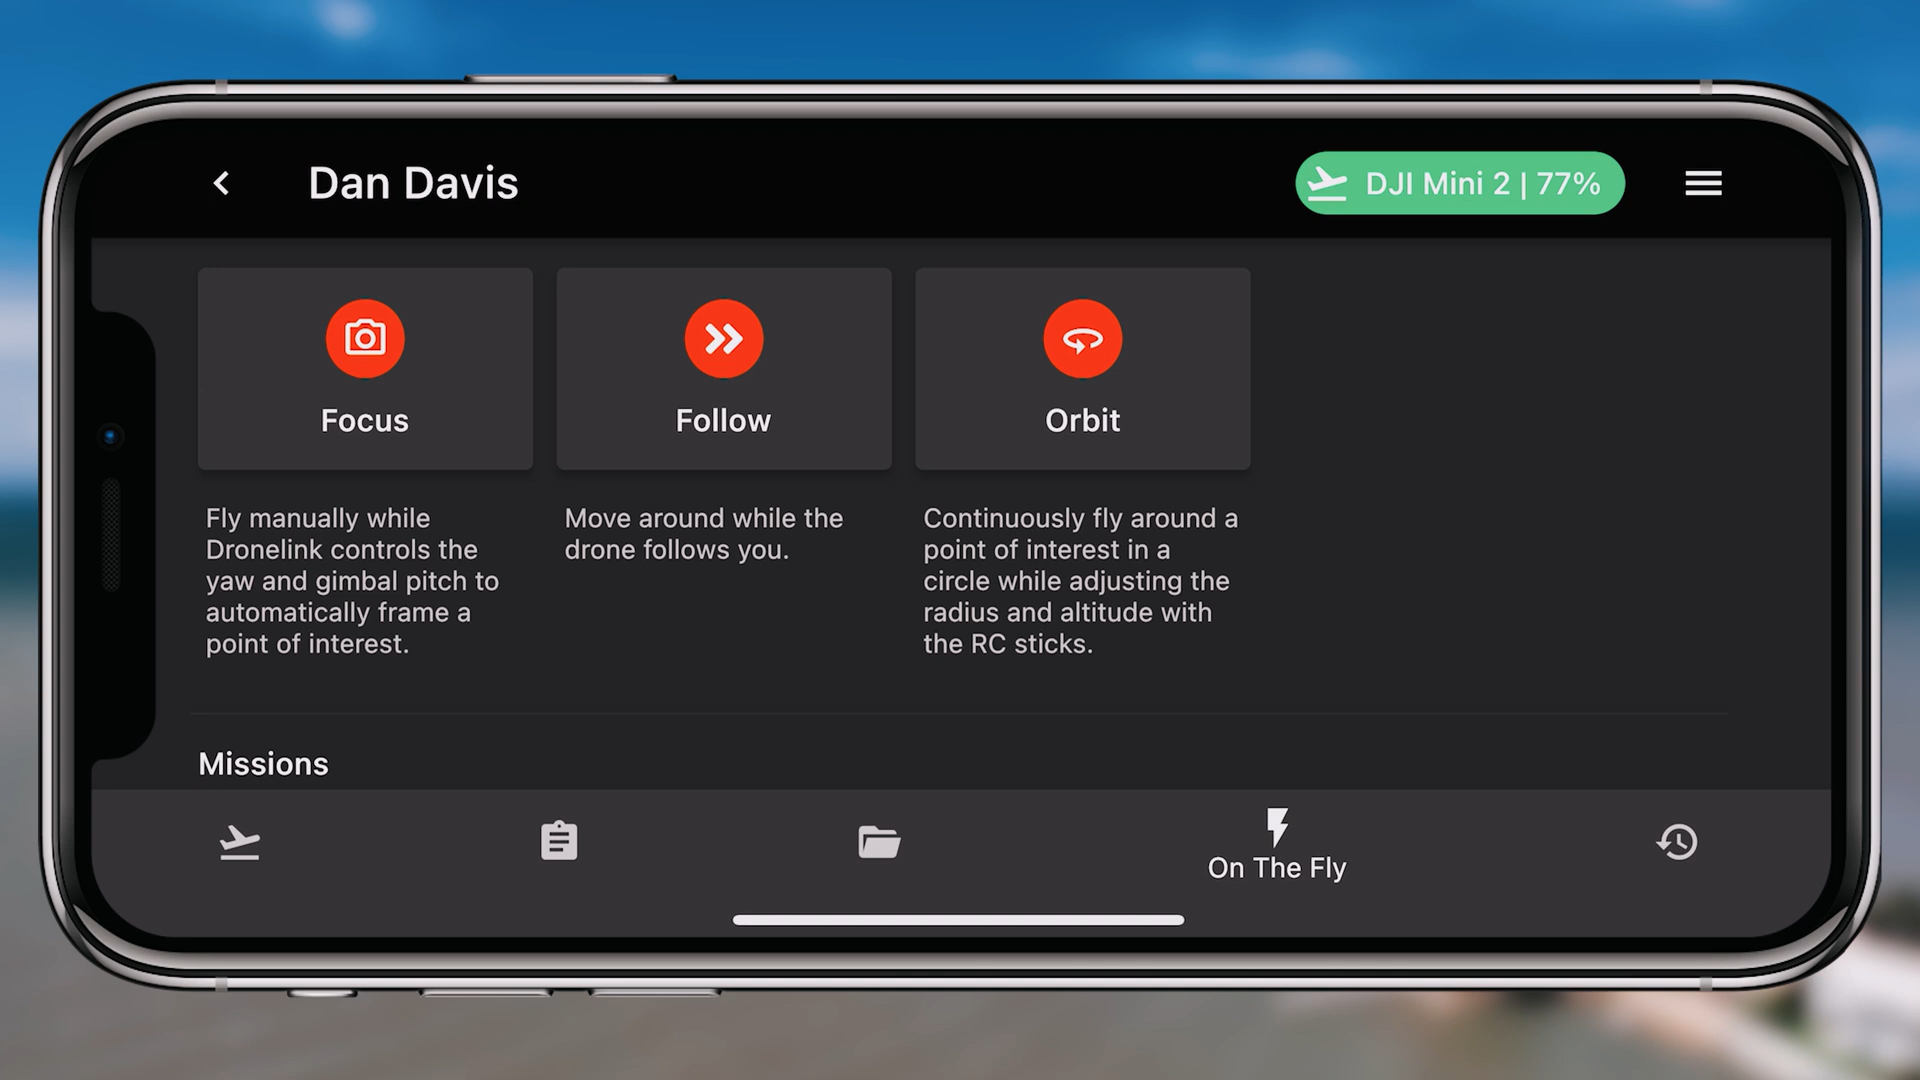 Dan Davis
DJI Mini 2 | 77%
Focus
Follow
Orbit
Fly manually while
Dronelink controls the
yaw and gimbal pitch to
automatically frame a
point of interest.
Move around while the
drone follows you.
Continuously fly around a
point of interest in a
circle while adjusting the
radius and altitude with
the RC sticks.
Missions
On The Fly